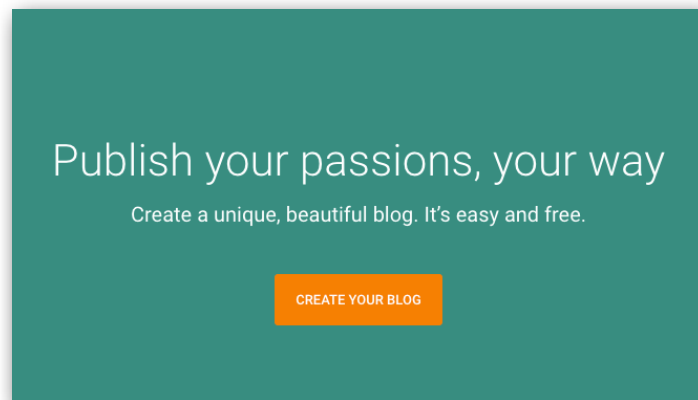 Publish your passions, your way
Create a unique, beautiful blog. It’s easy and free.
CREATE YOUR BLOG